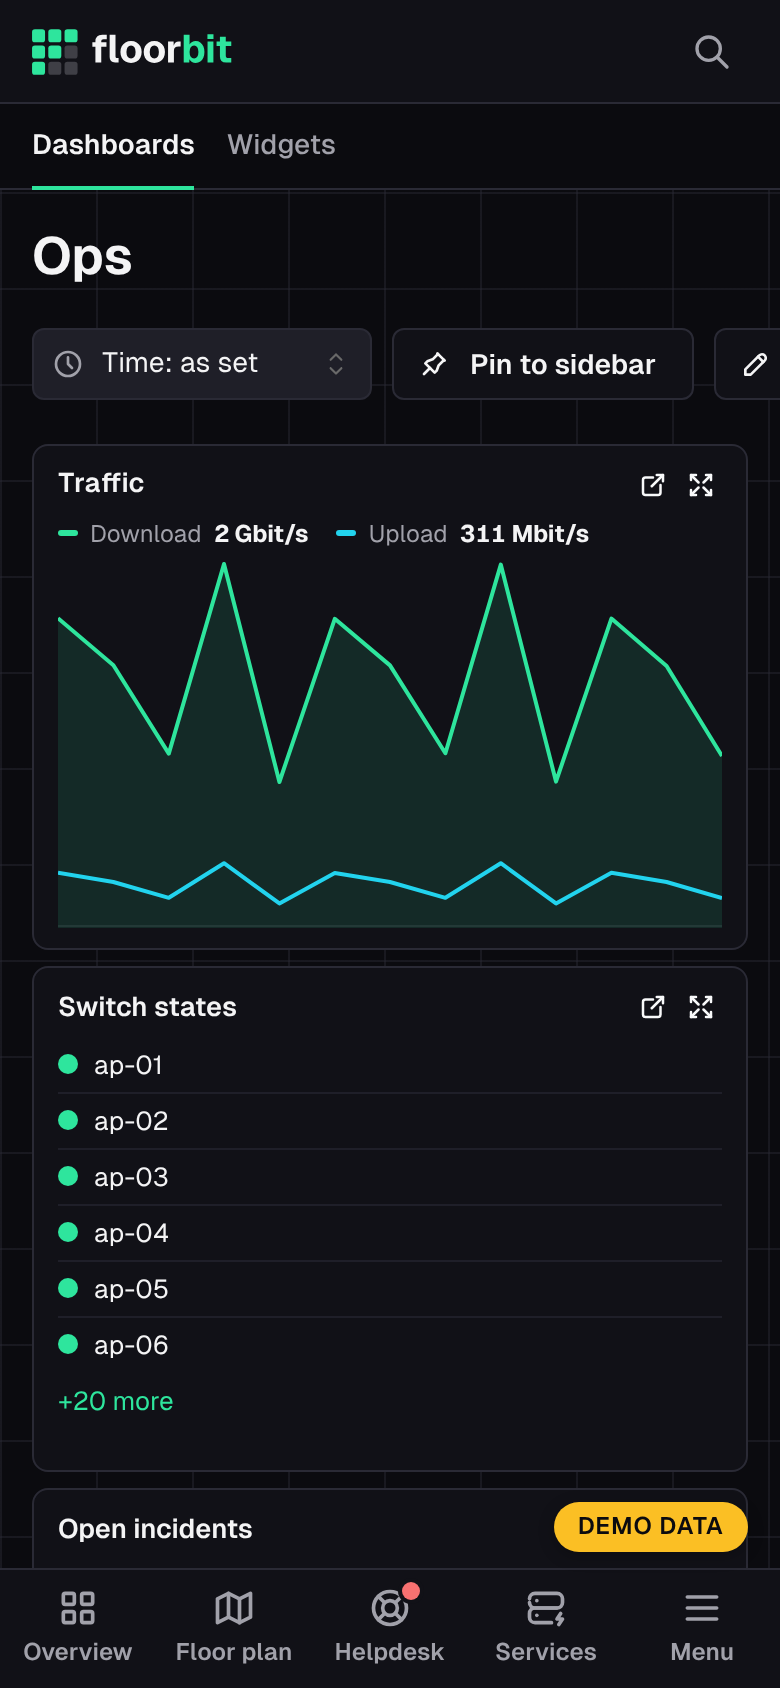 floorbit
Dashboards Widgets
Ops
Time: as set Pin to sidebar
Traffic
Download 2 Gbit/s Upload 311 Mbit/s
Switch states
ap-01
ap-02
ap-03
ap-04
ap-05
ap-06
+20 more
Open incidents DEMO DATA
Overview Floor plan Helpdesk Services Menu